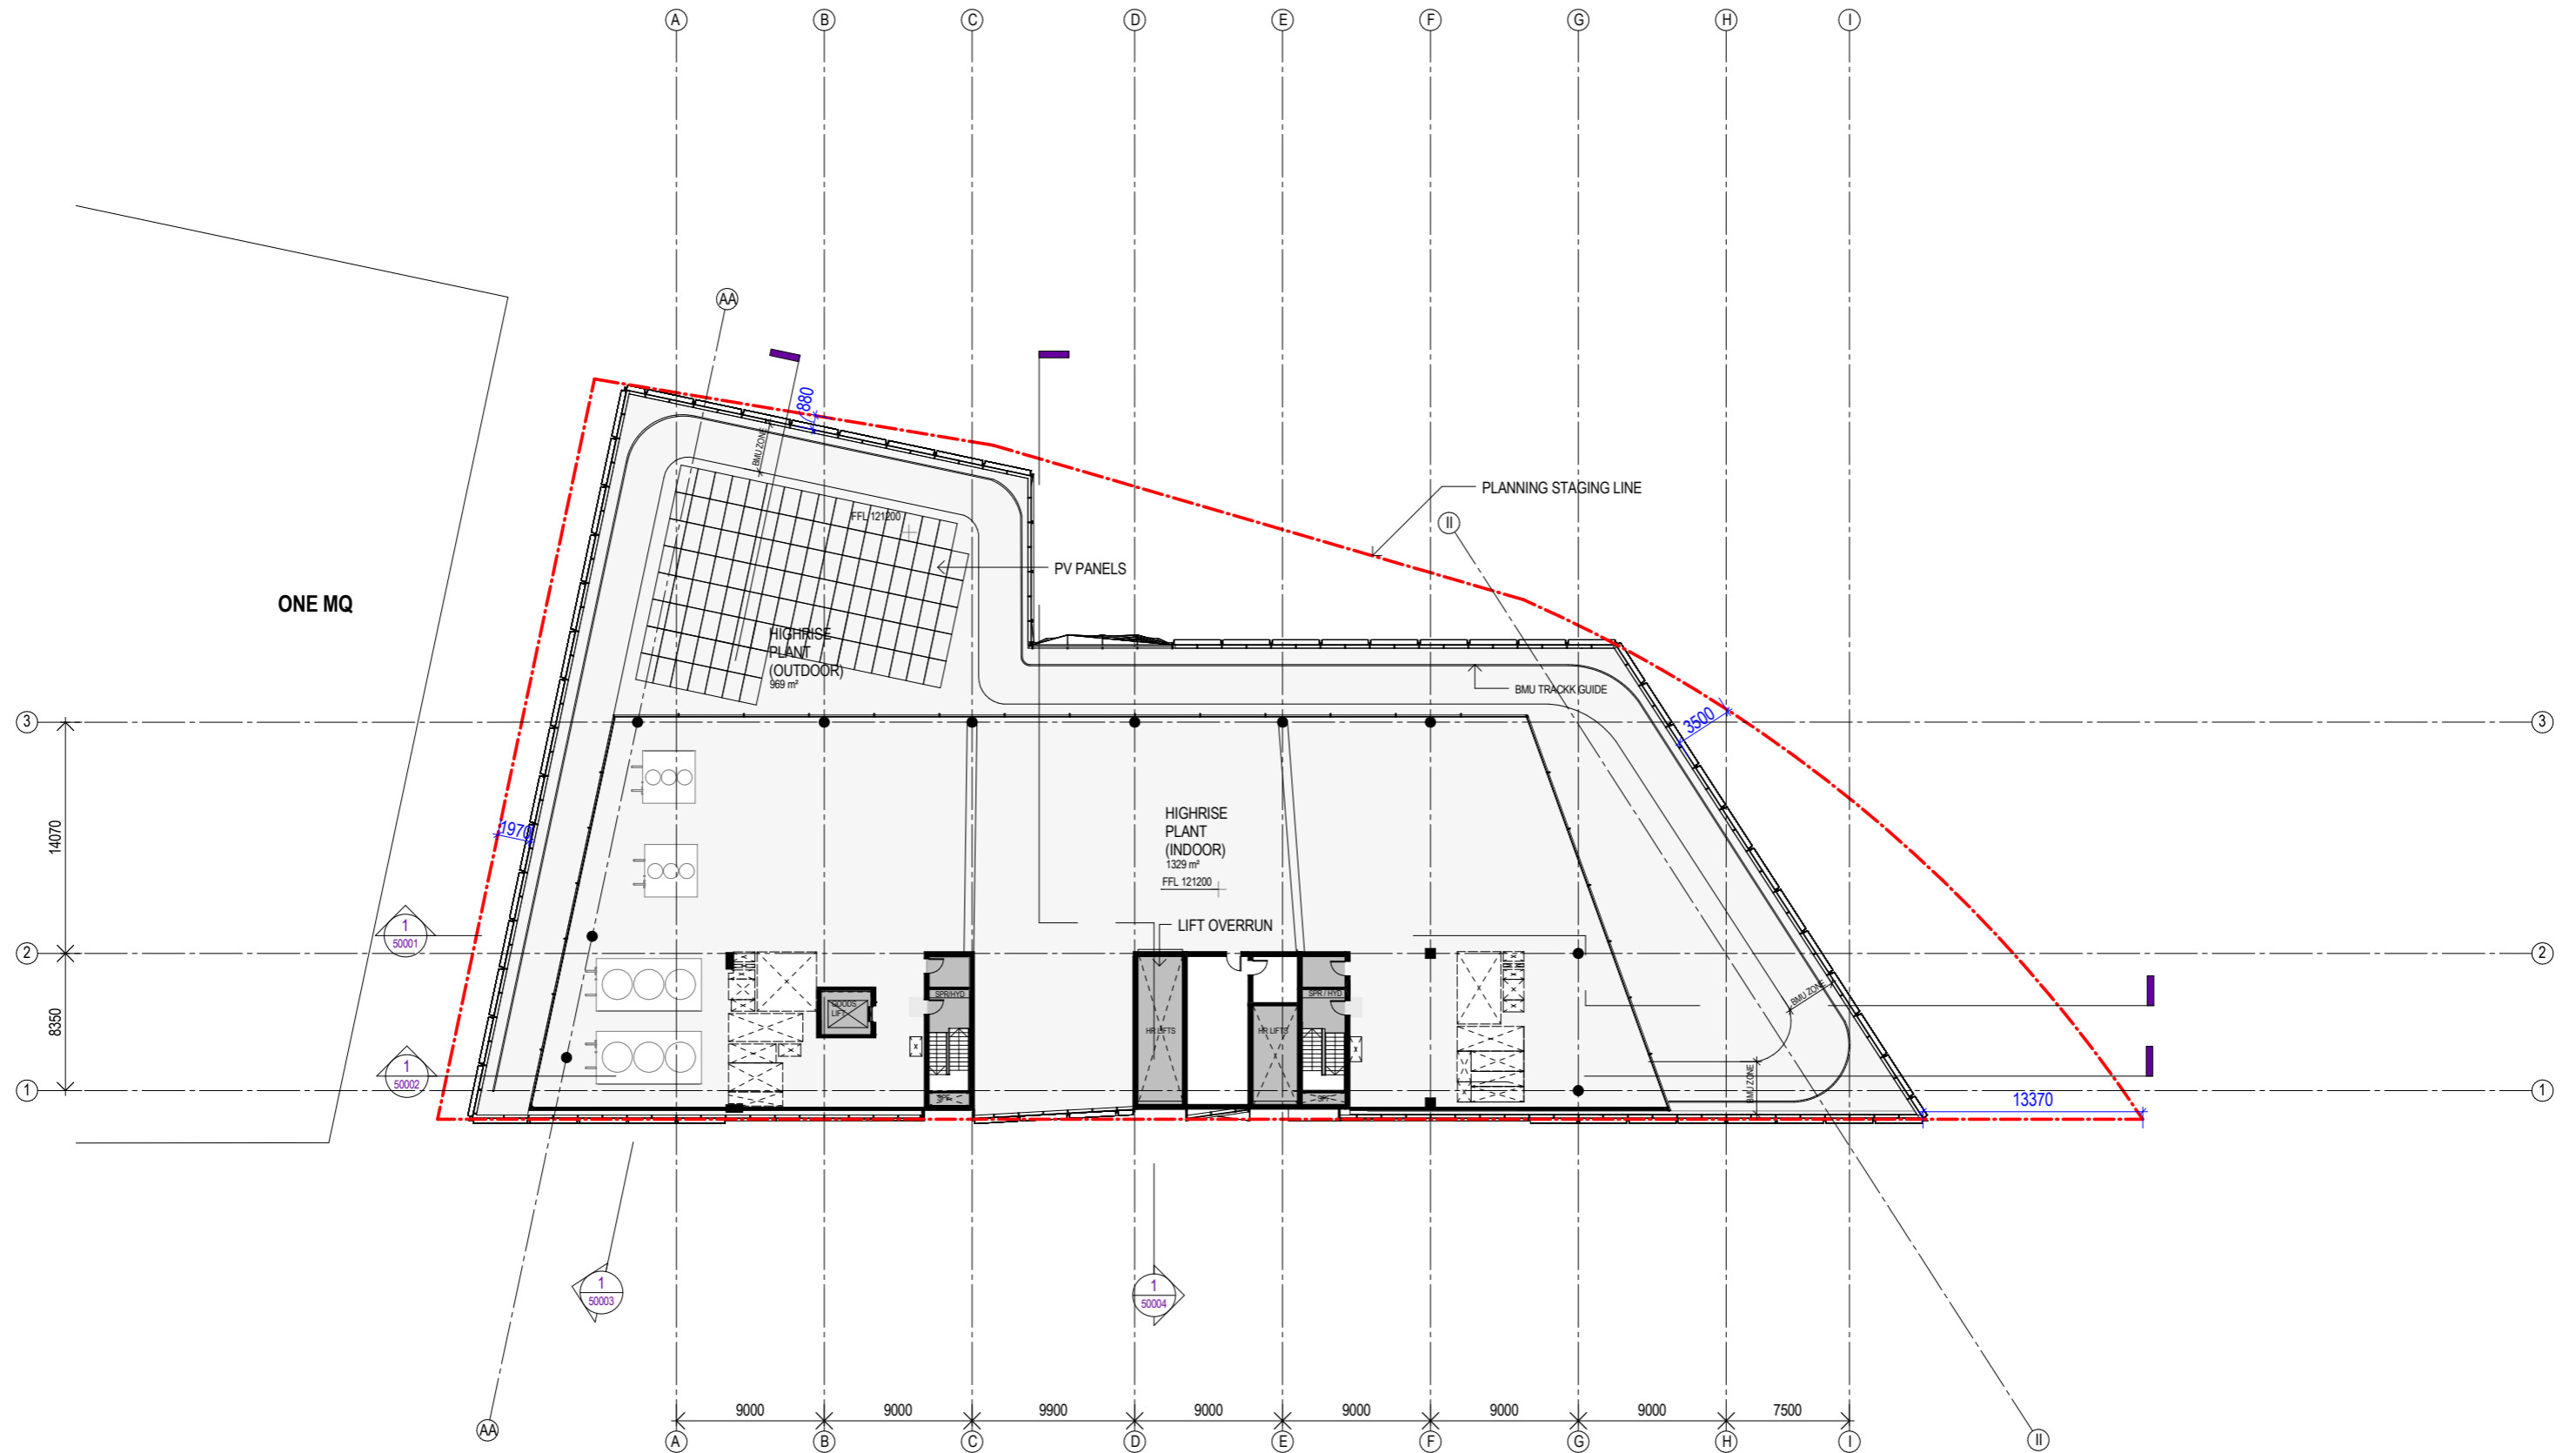 A B C D E F G H I
AA
880
BMU ZONE
PLANNING STAGING LINE
II
FFL 121200
PV PANELS
ONE MQ
HIGHRISE
PLANT
(OUTDOOR)
969 m²
BMU TRACKK GUIDE
3500
3 3
HIGHRISE
PLANT
(INDOOR)
1329 m²
FFL 121200
14070
1970
LIFT OVERRUN
1
50001
2 2
GOODS
LIFT
SPR/HYD
SPR / HYD
BMU ZONE
8350
HR LIFTS
HR LIFTS
1
50002
1 1
BMU ZONE
13370
1
50003
1
50004
9000 9000 9900 9000 9000 9000 9000 7500
AA
A B C D E F G H I
II